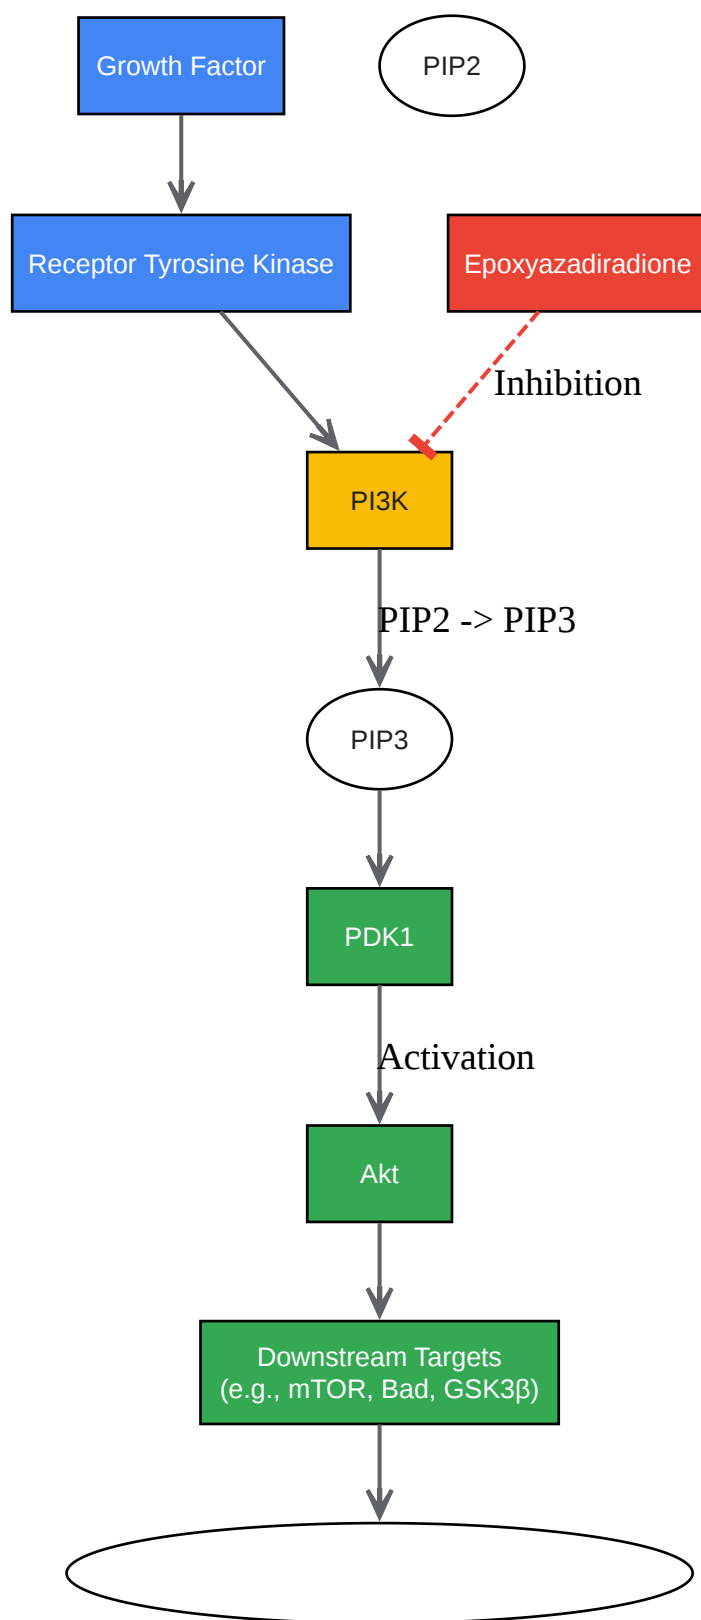 Growth Factor
PIP2
Receptor Tyrosine Kinase
Epoxyazadiradione
Inhibition
PI3K
PIP2 -> PIP3
PIP3
PDK1
Activation
Akt
Downstream Targets
(e.g., mTOR, Bad, GSK3β)